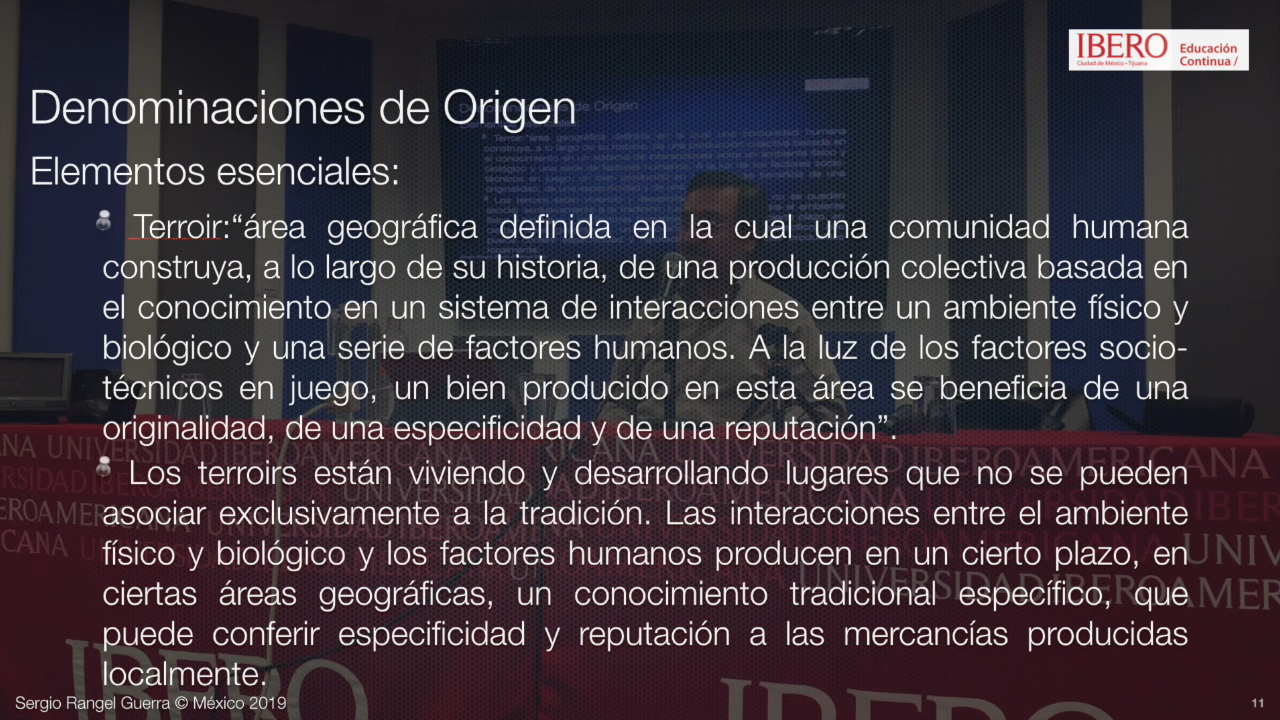 IBERO
Ciudad de México • Tijuana
Educación
Continua /
Denominaciones de Origen
Elementos esenciales:
Terroir:“área geográfica definida en la cual una comunidad humana
construya, a lo largo de su historia, de una producción colectiva basada en
el conocimiento en un sistema de interacciones entre un ambiente físico y
biológico y una serie de factores humanos. A la luz de los factores socio-
técnicos en juego, un bien producido en esta área se beneficia de una
originalidad, de una especificidad y de una reputación”.
Los terroirs están viviendo y desarrollando lugares que no se pueden
asociar exclusivamente a la tradición. Las interacciones entre el ambiente
físico y biológico y los factores humanos producen en un cierto plazo, en
ciertas áreas geográficas, un conocimiento tradicional específico, que
puede conferir especificidad y reputación a las mercancías producidas
localmente.
Sergio Rangel Guerra © México 2019
11